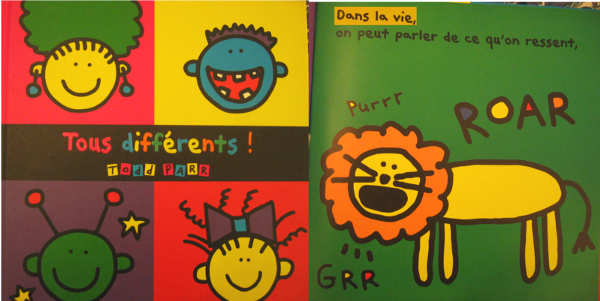 Tous différents !
Todd PARR
Dans la vie,
on peut parler de ce qu'on ressent,
Purrr
ROAR
GRR